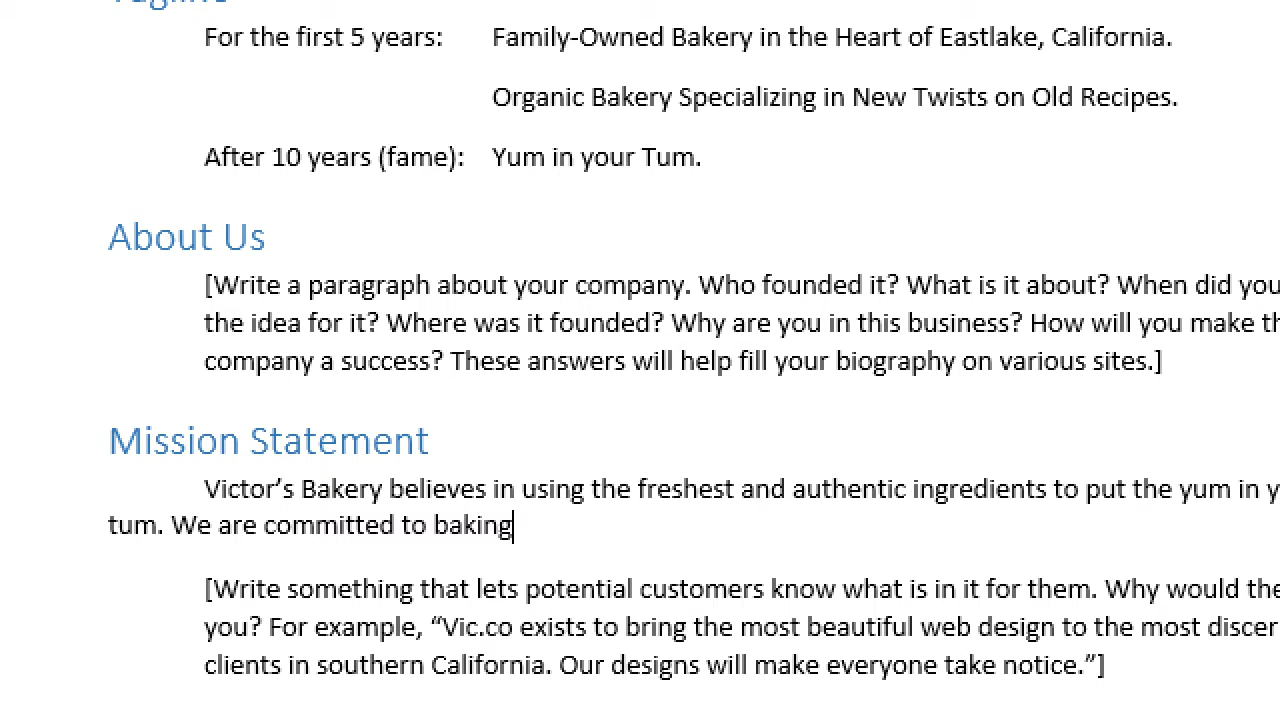 Tagline
For the first 5 years: Family-Owned Bakery in the Heart of Eastlake, California.
Organic Bakery Specializing in New Twists on Old Recipes.
After 10 years (fame): Yum in your Tum.
About Us
[Write a paragraph about your company. Who founded it? What is it about? When did you
the idea for it? Where was it founded? Why are you in this business? How will you make
company a success? These answers will help fill your biography on various sites.]
Mission Statement
Victor’s Bakery believes in using the freshest and authentic ingredients to put the yum in
tum. We are committed to baking
[Write something that lets potential customers know what is in it for them. Why would
you? For example, “Vic.co exists to bring the most beautiful web design to the most
clients in southern California. Our designs will make everyone take notice.”]